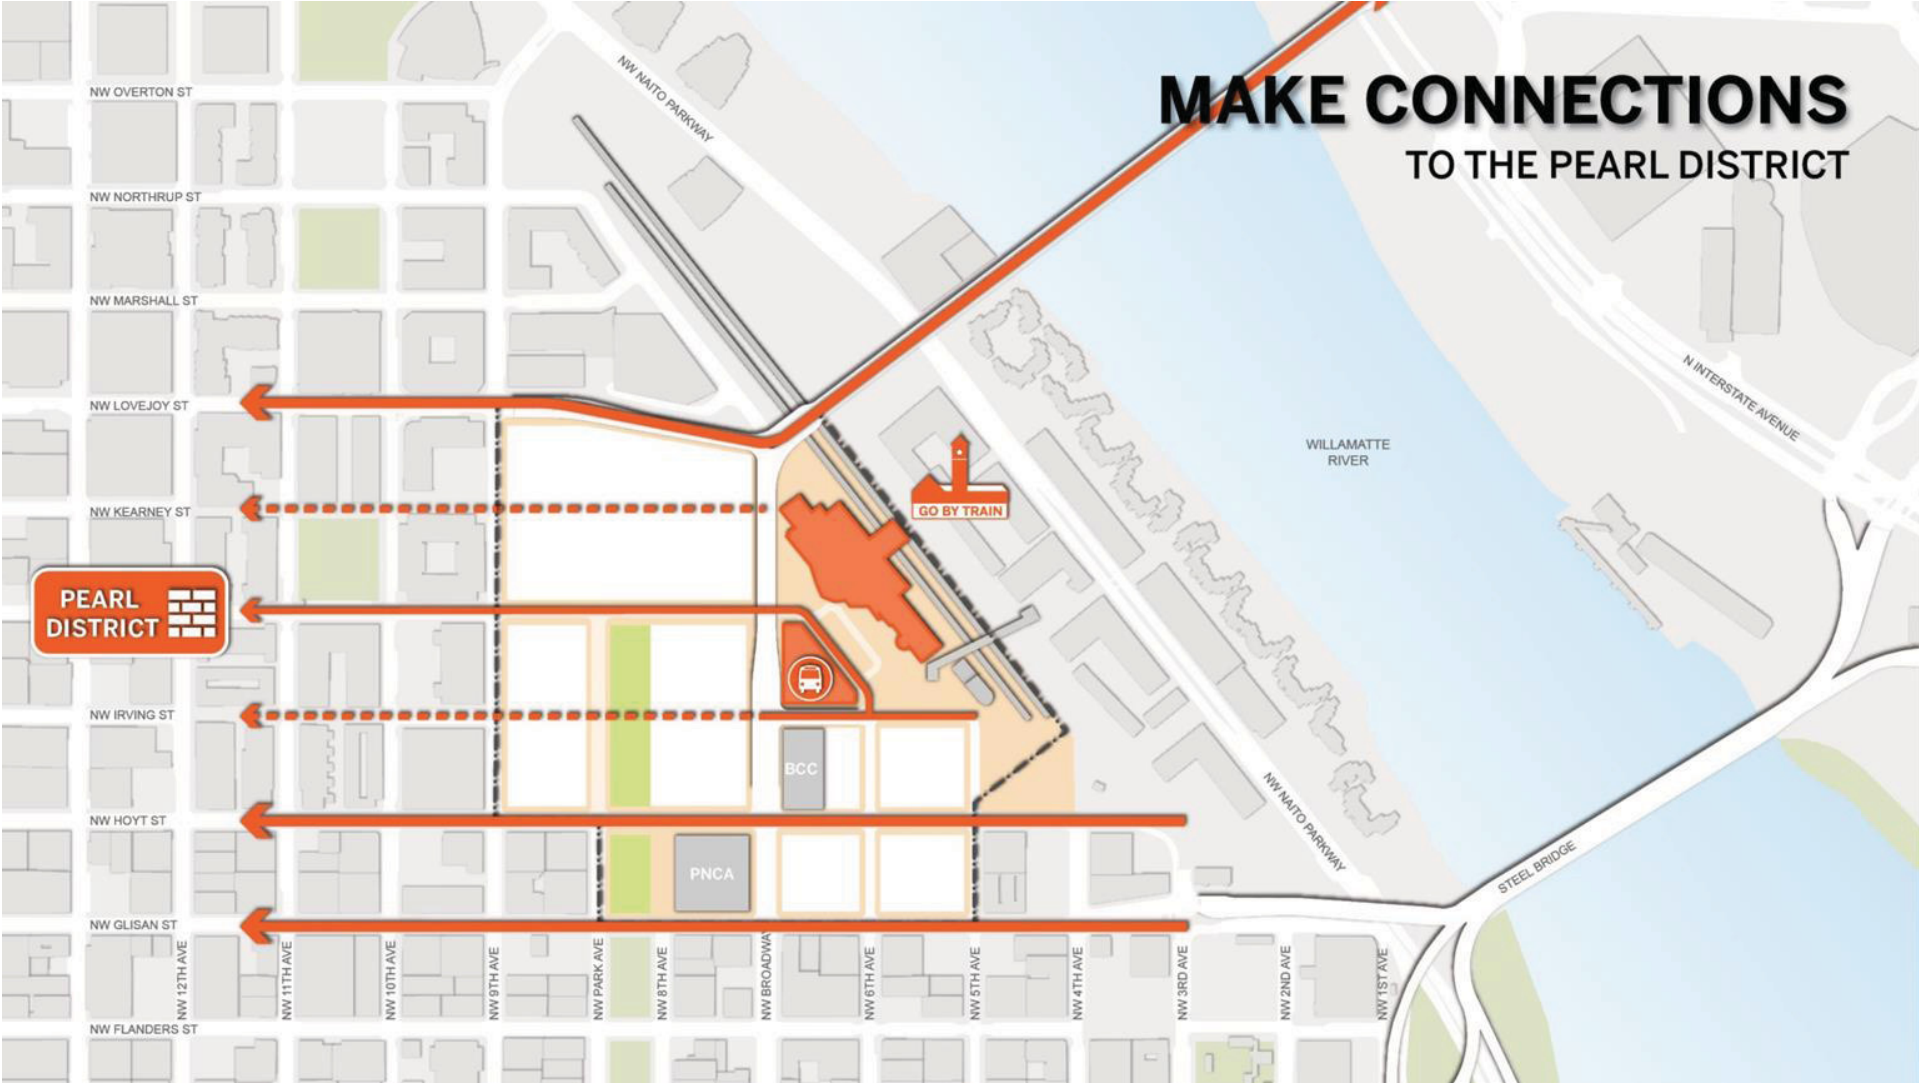 MAKE CONNECTIONS
TO THE PEARL DISTRICT
NW OVERTON ST
NW NAITO PARKWAY
NW NORTHRUP ST
NW MARSHALL ST
NW LOVEJOY ST
N INTERSTATE AVENUE
WILLAMATTE
RIVER
NW KEARNEY ST
GO BY TRAIN
PEARL
DISTRICT
NW IRVING ST
BCC
NW HOYT ST
NW NAITO PARKWAY
STEEL BRIDGE
PNCA
NW GLISAN ST
NW 12TH AVE
NW 11TH AVE
NW 10TH AVE
NW 9TH AVE
NW PARK AVE
NW 8TH AVE
NW BROADWAY
NW 6TH AVE
NW 5TH AVE
NW 4TH AVE
NW 3RD AVE
NW 2ND AVE
NW 1ST AVE
NW FLANDERS ST